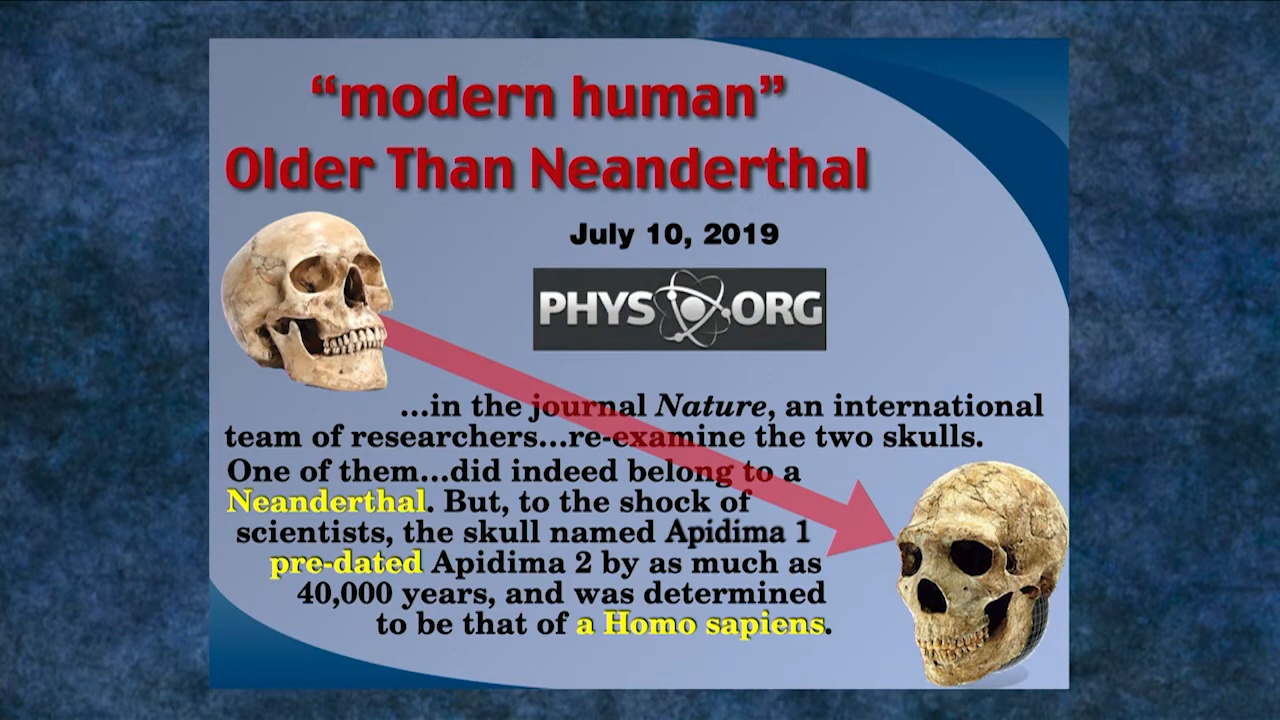 “modern human”
Older Than Neanderthal
July 10, 2019
PHYS ORG
...in the journal Nature, an international
team of researchers...re-examine the two skulls.
One of them...did indeed belong to a
Neanderthal. But, to the shock of
scientists, the skull named Apidima 1
pre-dated Apidima 2 by as much as
40,000 years, and was determined
to be that of a Homo sapiens.